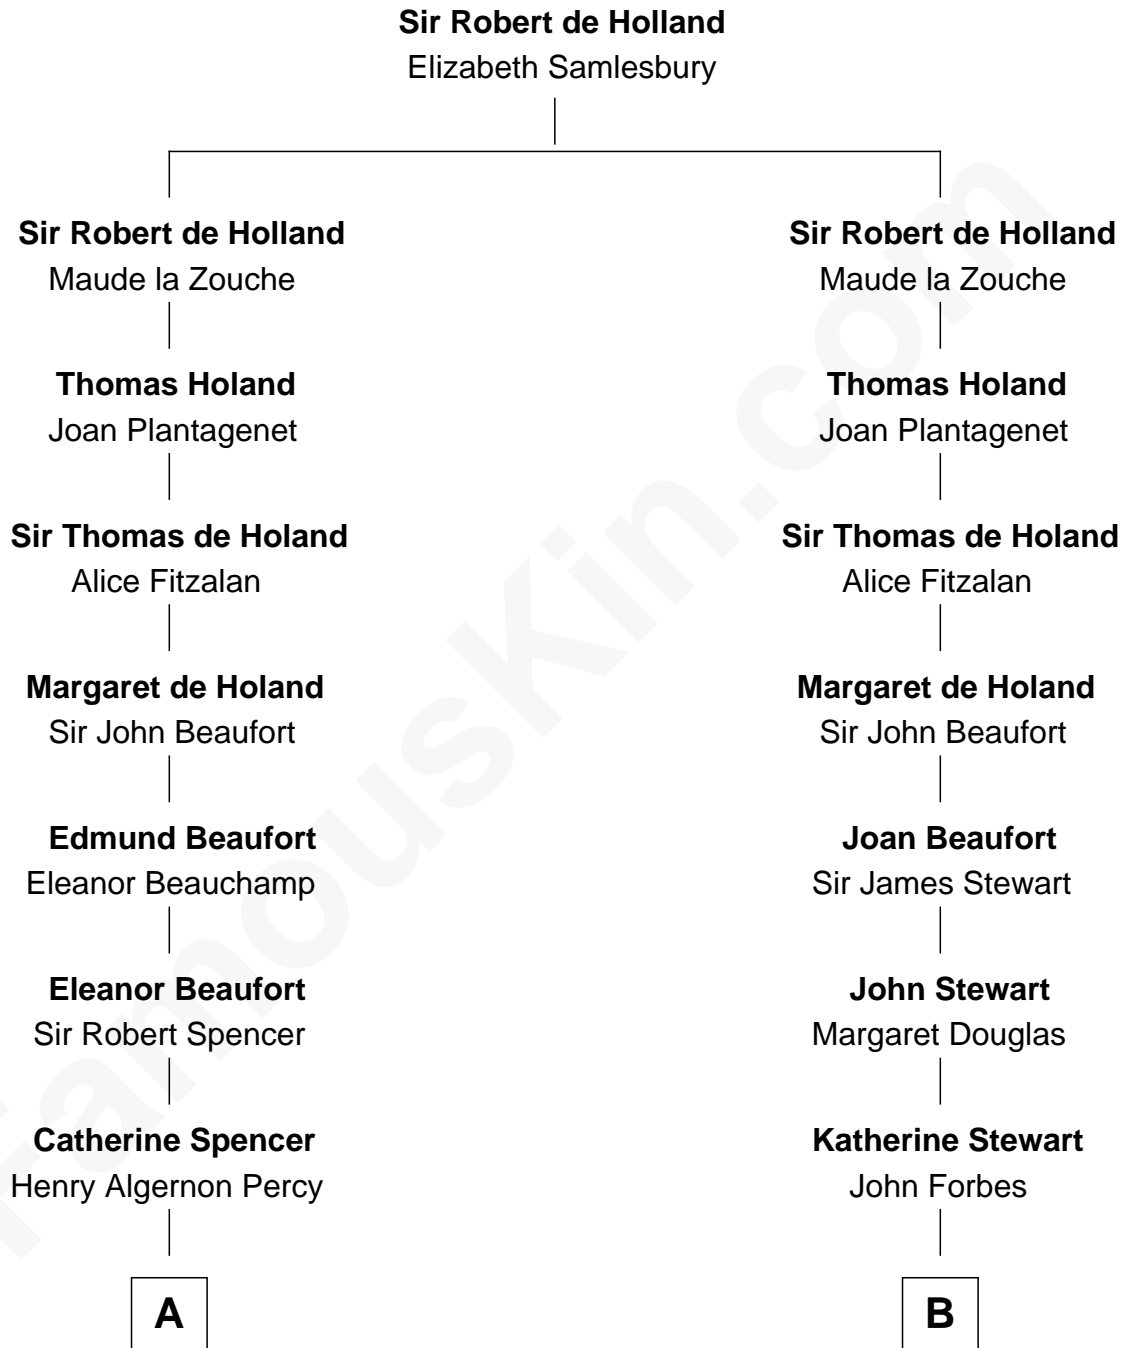 Sir Robert de Holland
Elizabeth Samlesbury
Sir Robert de Holland
Maude la Zouche
Thomas Holand
Joan Plantagenet
Sir Thomas de Holand
Alice Fitzalan
Margaret de Holand
Sir John Beaufort
Edmund Beaufort
Eleanor Beauchamp
Eleanor Beaufort
Sir Robert Spencer
Catherine Spencer
Henry Algernon Percy
A
Sir Robert de Holland
Maude la Zouche
Thomas Holand
Joan Plantagenet
Sir Thomas de Holand
Alice Fitzalan
Margaret de Holand
Sir John Beaufort
Joan Beaufort
Sir James Stewart
John Stewart
Margaret Douglas
Katherine Stewart
John Forbes
B
FamousKin.com